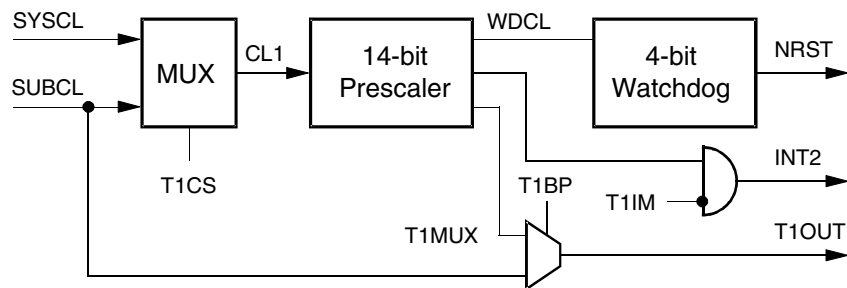 SYSCL
SUBCL
MUX
CL1
14-bit
Prescaler
WDCL
4-bit
Watchdog
NRST
T1CS
T1BP
T1IM
INT2
T1MUX
T1OUT